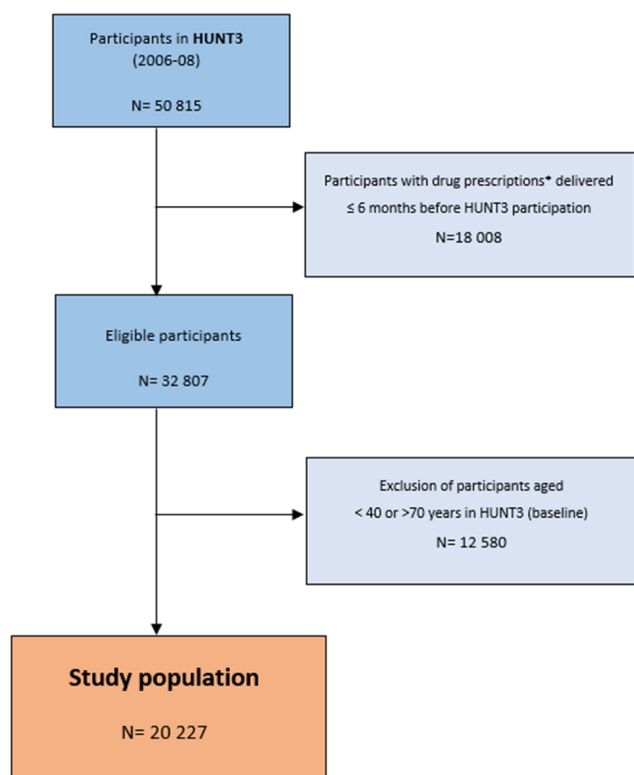 Participants in HUNT3
(2006-08)
N= 50 815
Participants with drug prescriptions* delivered
≤ 6 months before HUNT3 participation
N=18 008
Eligible participants
N= 32 807
Exclusion of participants aged
< 40 or >70 years in HUNT3 (baseline)
N= 12 580
Study population
N= 20 227